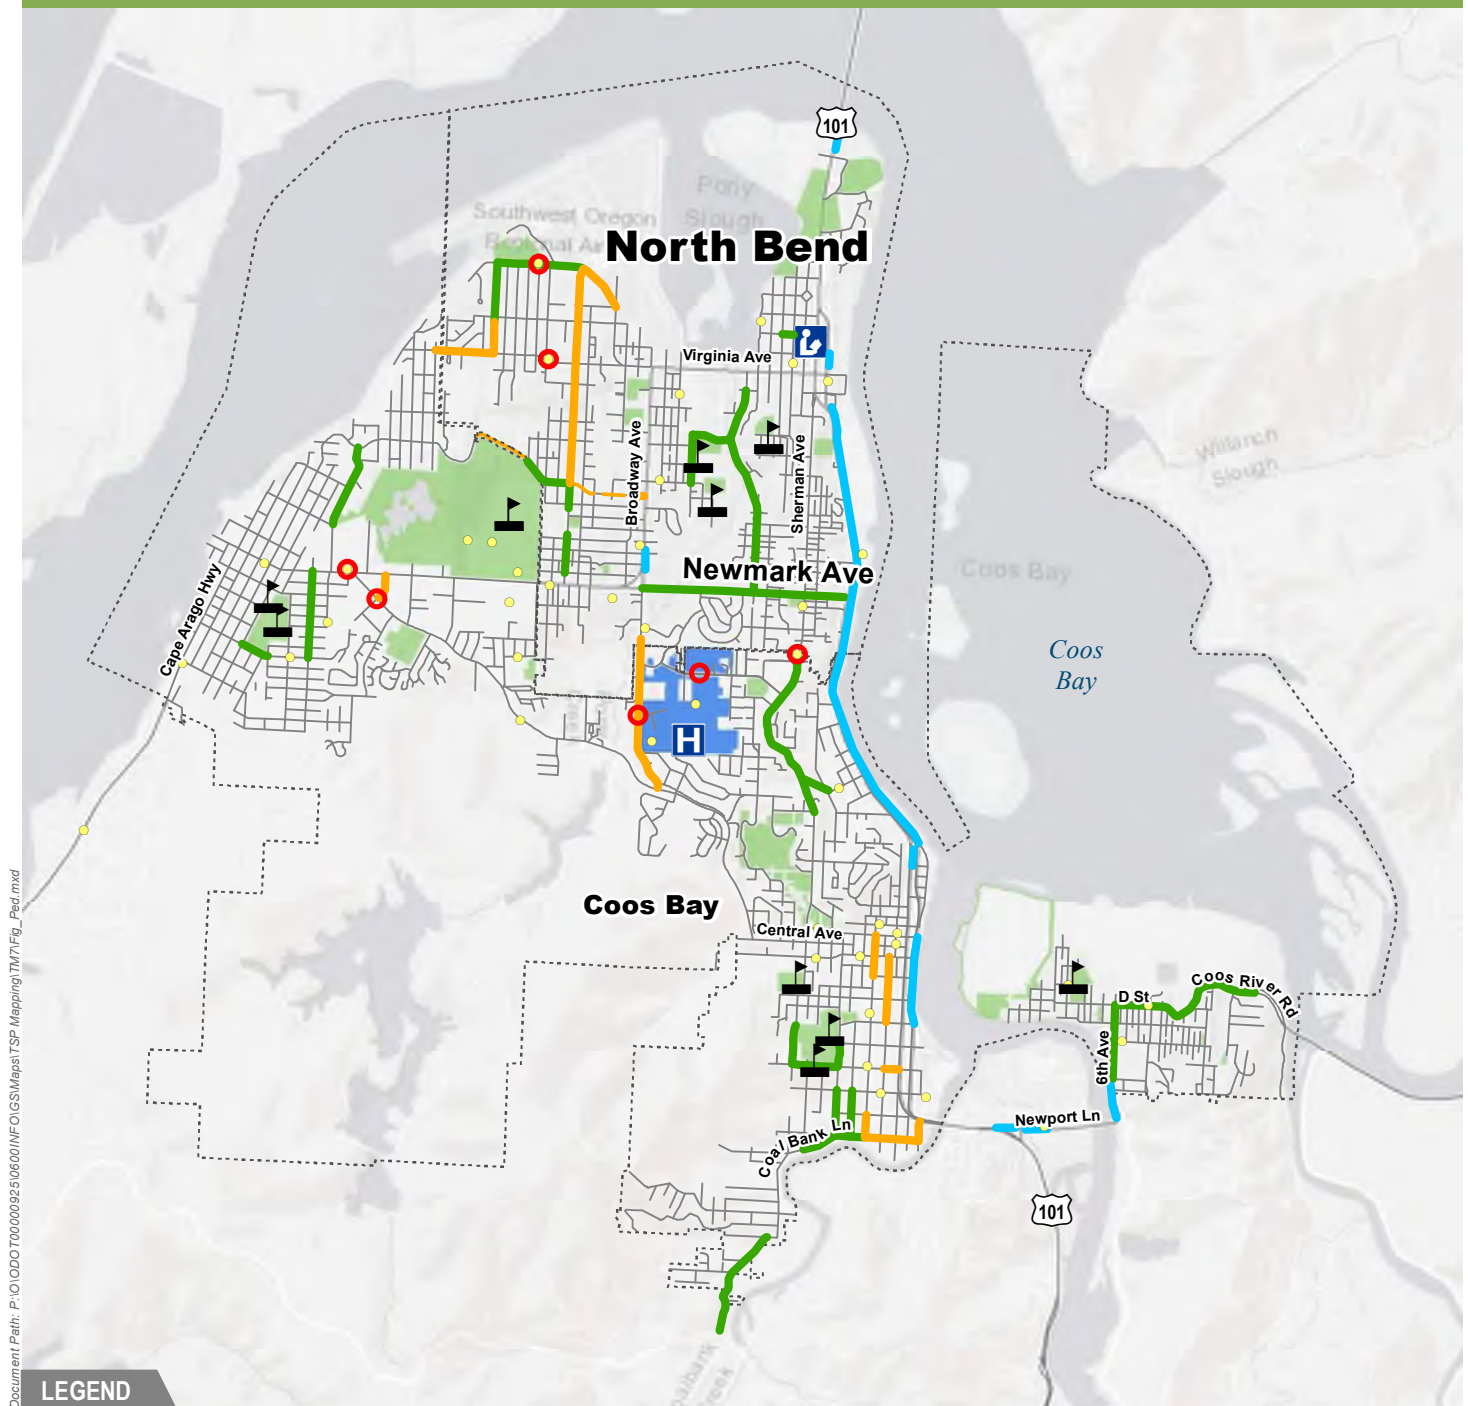 101
Pony
Slough
Southwest Oregon
Regional Air
North Bend
Virginia Ave
Broadway Ave
Sherman Ave
Willanch
Slough
Newmark Ave
Coos Bay
Cape Arago Hwy
Coos
Bay
H
Coos Bay
Central Ave
Coos River Rd
D St
6th Ave
Newport Ln
Coal Bank Ln
101
Document Path: P:\O\ODOT00000925\0600INFO\GS\Maps\TSP Mapping\TM7\Fig_Ped.mxd
LEGEND